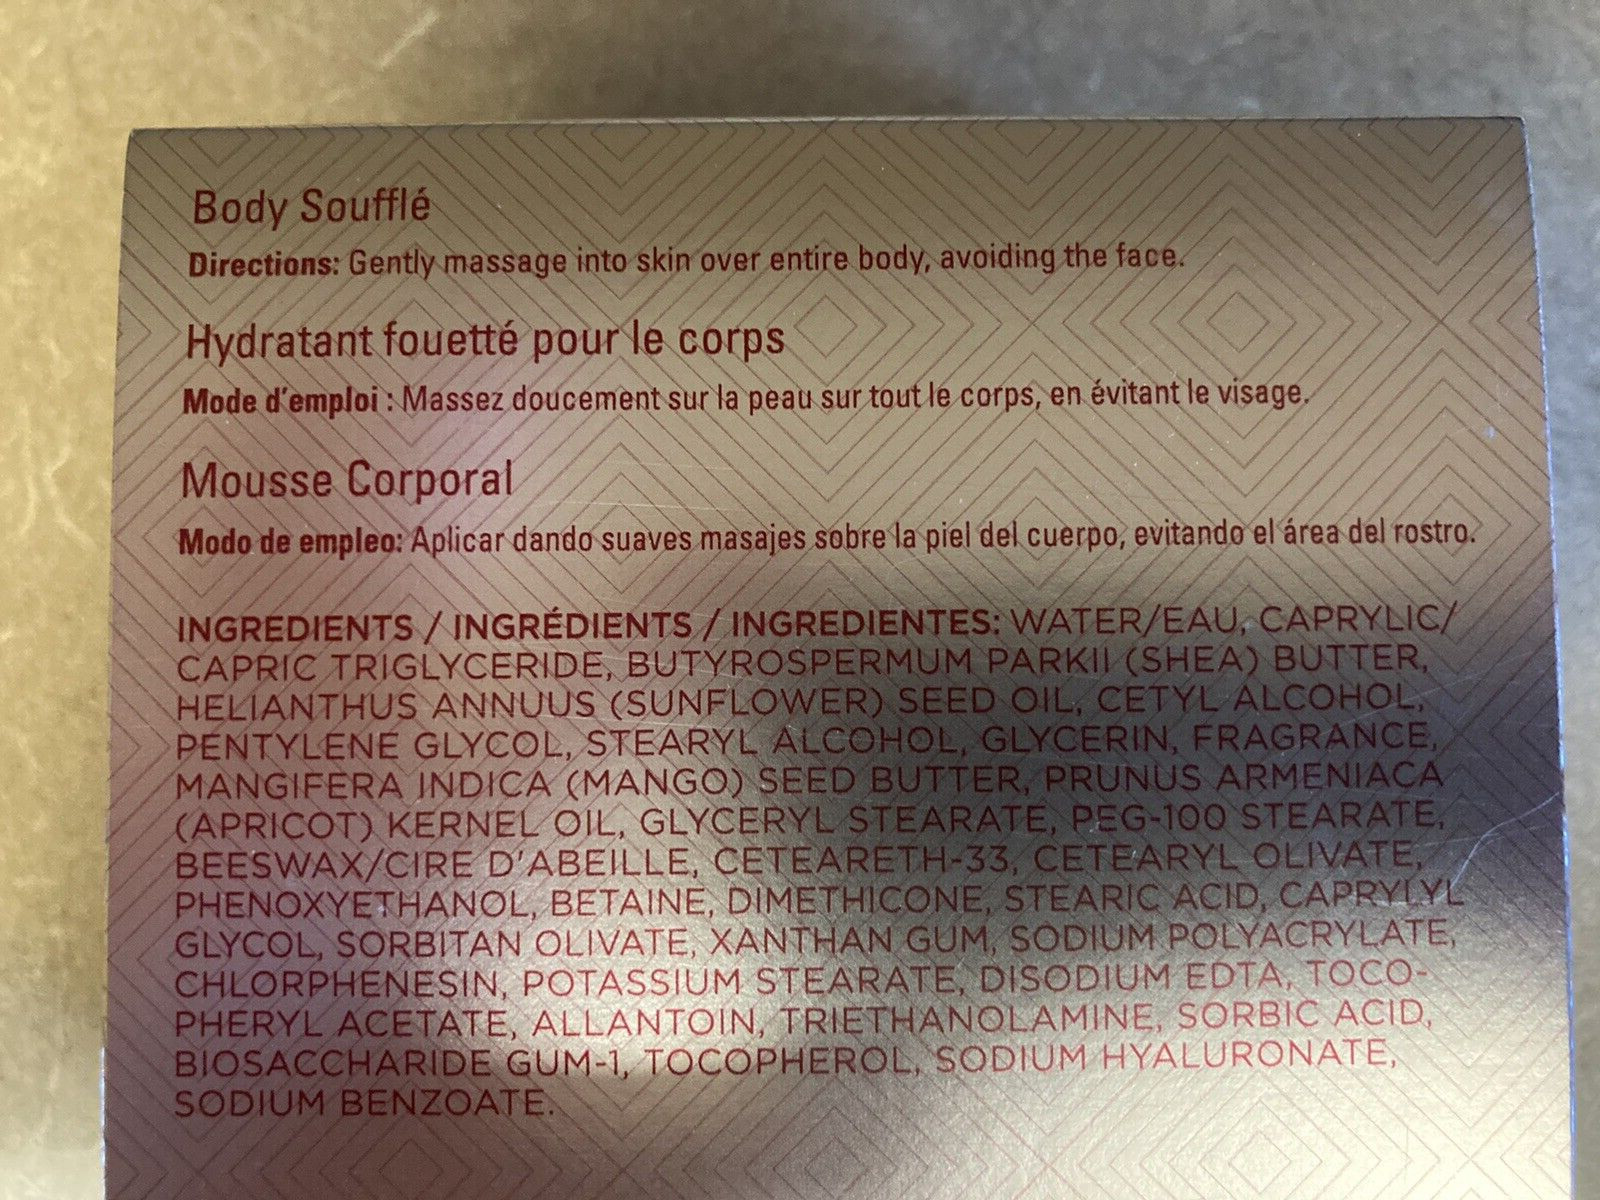 Body Soufflé
Directions: Gently massage into skin over entire body, avoiding the face.
Hydratant fouetté pour le corps
Mode d'emploi : Massez doucement sur la peau sur tout le corps, en évitant le visage.
Mousse Corporal
Modo de empleo: Aplicar dando suaves masajes sobre la piel del cuerpo, evitando el área del rostro.
INGREDIENTS / INGRÉDIENTS / INGREDIENTES: WATER/EAU, CAPRYLIC/
CAPRIC TRIGLYCERIDE, BUTYROSPERMUM PARKII (SHEA) BUTTER,
HELIANTHUS ANNUUS (SUNFLOWER) SEED OIL, CETYL ALCOHOL,
PENTYLENE GLYCOL, STEARYL ALCOHOL, GLYCERIN, FRAGRANCE,
MANGIFERA INDICA (MANGO) SEED BUTTER, PRUNUS ARMENIACA
(APRICOT) KERNEL OIL, GLYCERYL STEARATE, PEG-100 STEARATE,
BEESWAX/CIRE D'ABEILLE, CETEARETH-33, CETEARYL OLIVATE,
PHENOXYETHANOL, BETAINE, DIMETHICONE, STEARIC ACID, CAPRYLYL
GLYCOL, SORBITAN OLIVATE, XANTHAN GUM, SODIUM POLYACRYLATE,
CHLORPHENESIN, POTASSIUM STEARATE, DISODIUM EDTA, TOCO-
PHERYL ACETATE, ALLANTOIN, TRIETHANOLAMINE, SORBIC ACID,
BIOSACCHARIDE GUM-1, TOCOPHEROL, SODIUM HYALURONATE,
SODIUM BENZOATE.